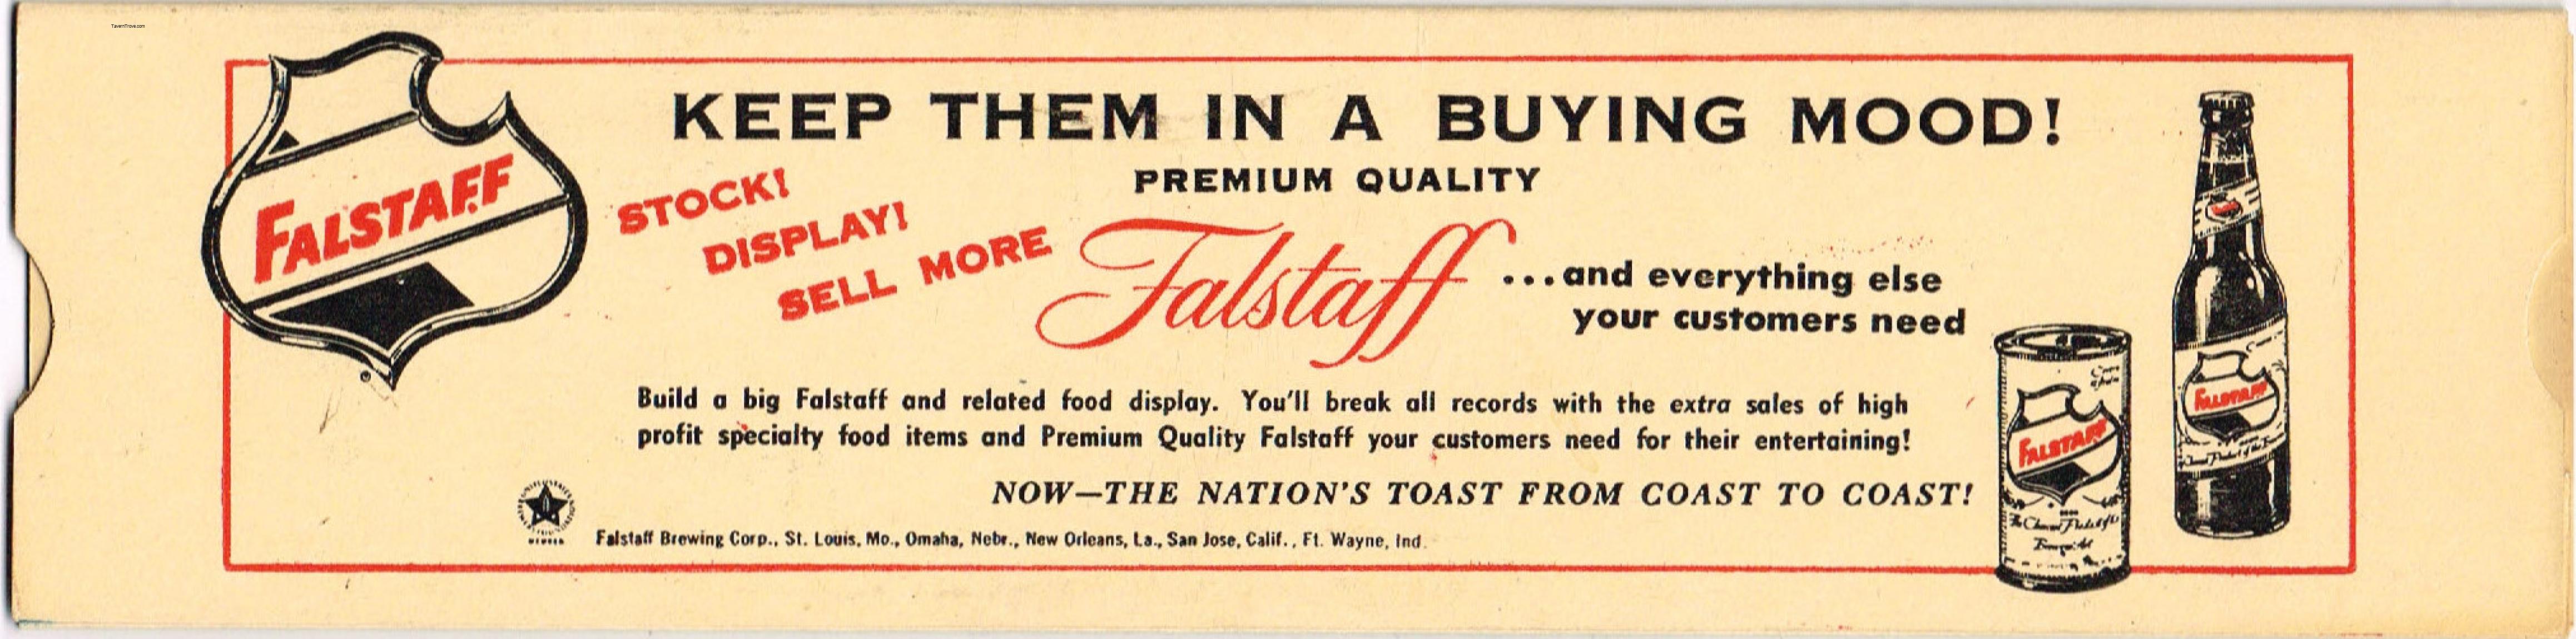 TavernTrove.com
FALSTAFF
KEEP THEM IN A BUYING MOOD!
PREMIUM QUALITY
STOCK!
DISPLAY!
SELL MORE
Falstaff
...and everything else
your customers need
Build a big Falstaff and related food display. You'll break all records with the extra sales of high
profit specialty food items and Premium Quality Falstaff your customers need for their entertaining!
NOW—THE NATION'S TOAST FROM COAST TO COAST!
Falstaff Brewing Corp., St. Louis, Mo., Omaha, Nebr., New Orleans, La., San Jose, Calif., Ft. Wayne, Ind.
FALSTAFF
FALSTAFF